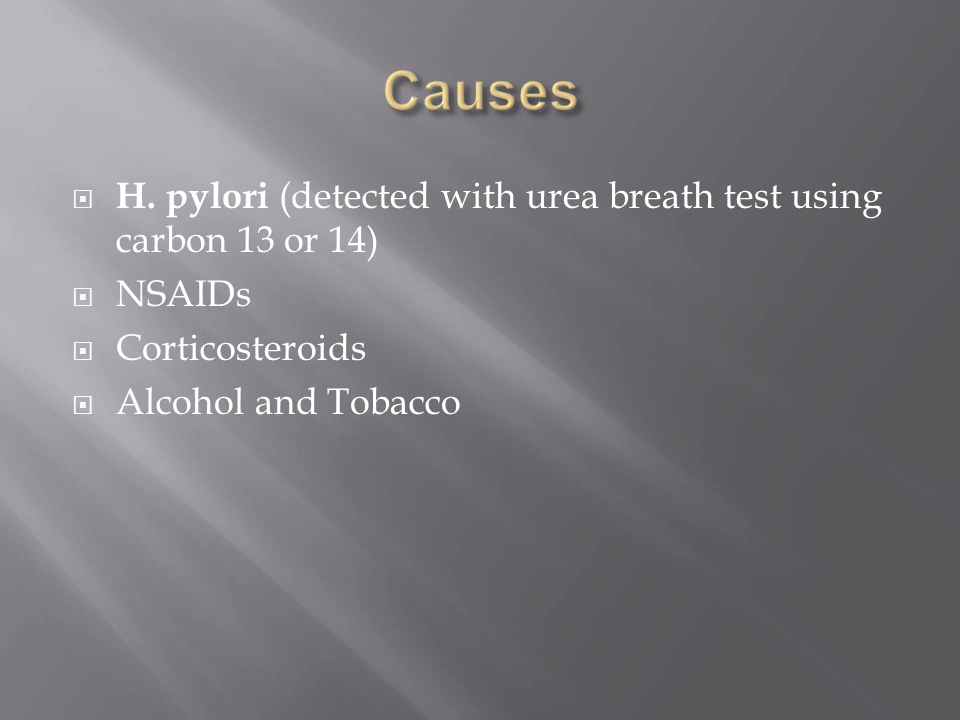 Causes
H. pylori (detected with urea breath test using
carbon 13 or 14)
NSAIDs
Corticosteroids
Alcohol and Tobacco